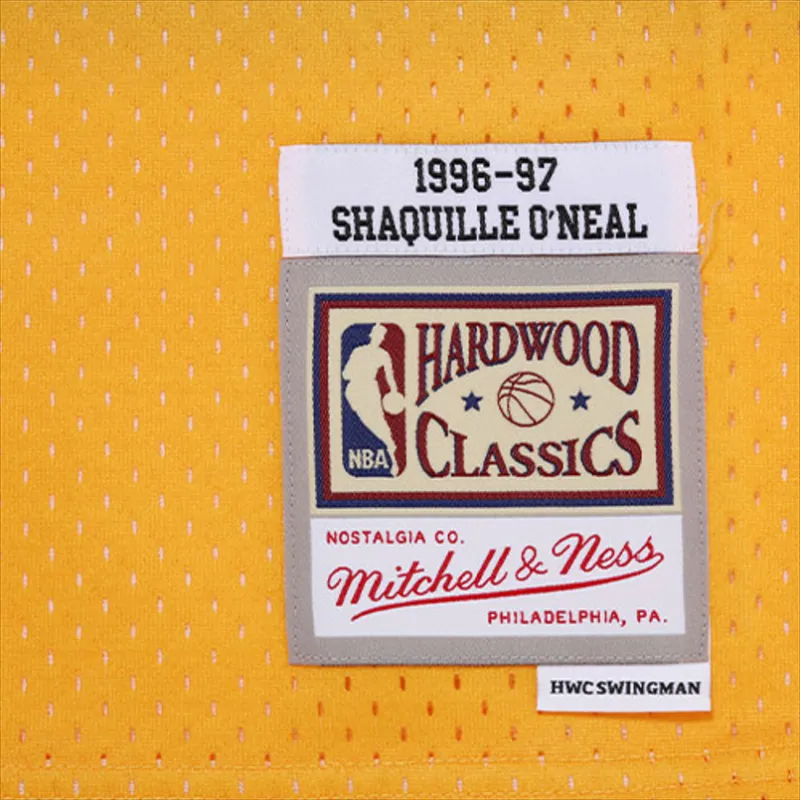 1996-97
SHAQUILLE O'NEAL
HARDWOOD
CLASSICS
NBA
NOSTALGIA CO.
Mitchell & Ness
PHILADELPHIA, PA.
HWC SWINGMAN